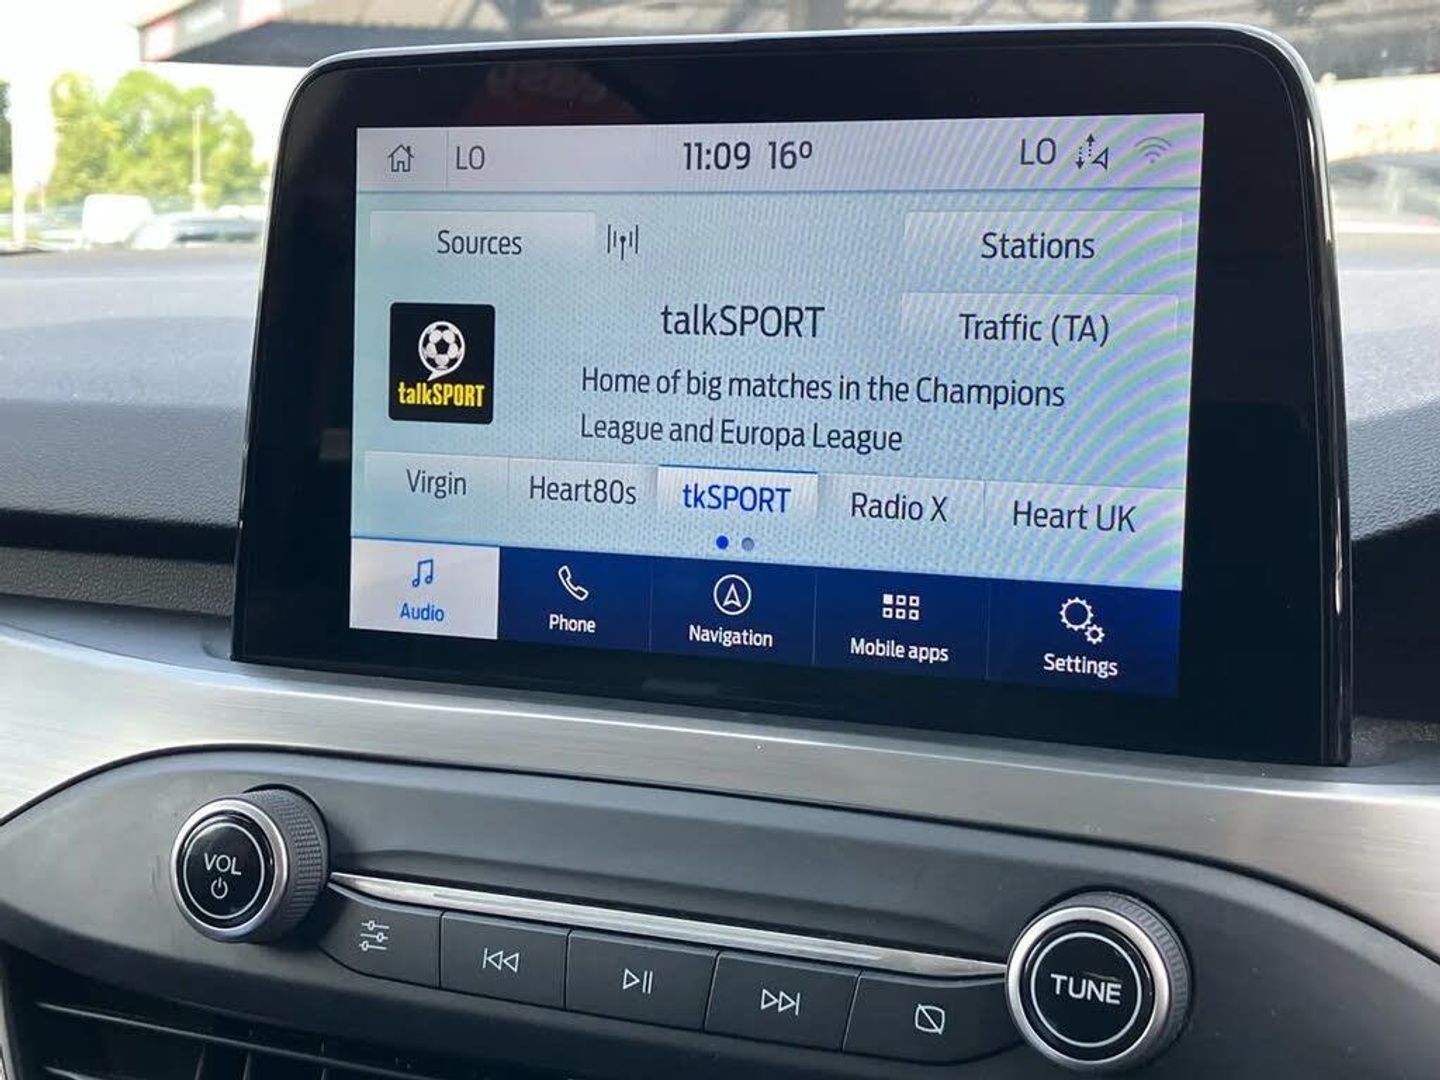 LO 11:09 16º LO
Sources Stations
talkSPORT
Traffic (TA)
talkSPORT
Home of big matches in the Champions
League and Europa League
Virgin Heart80s tkSPORT Radio X Heart UK
Audio Phone Navigation Mobile apps Settings
VOL
TUNE